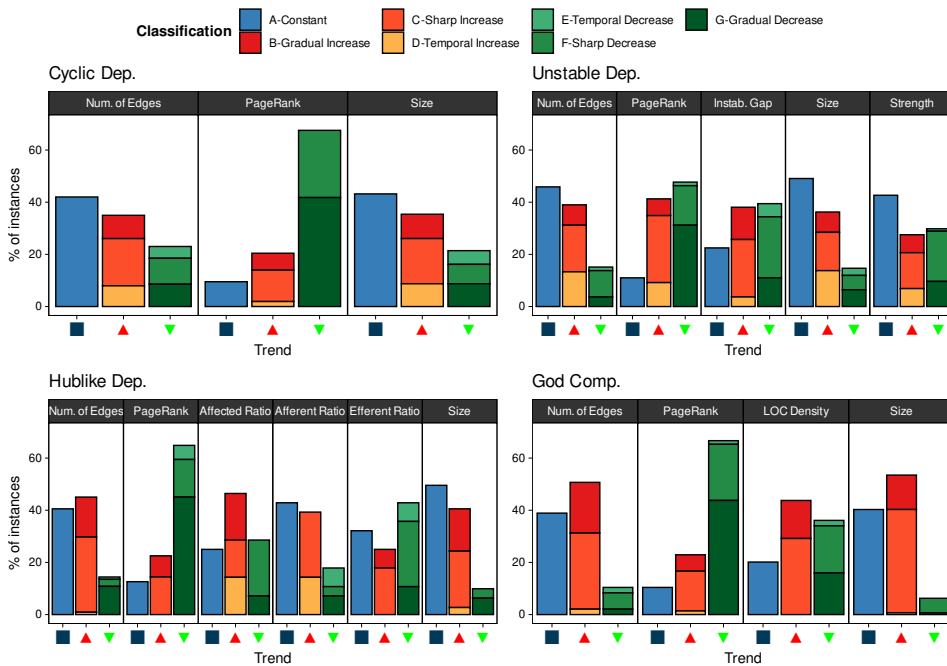 Classification
A-Constant
B-Gradual Increase
C-Sharp Increase
D-Temporal Increase
E-Temporal Decrease
F-Sharp Decrease
G-Gradual Decrease
Cyclic Dep.
Num. of Edges PageRank Size
% of instances
60
40
20
0
Trend
Unstable Dep.
Num. of Edges PageRank Instab. Gap Size Strength
60
40
20
0
Trend
Hublike Dep.
Num. of Edges PageRank Affected Ratio Afferent Ratio Efferent Ratio Size
% of instances
60
40
20
0
Trend
God Comp.
Num. of Edges PageRank LOC Density Size
60
40
20
0
Trend